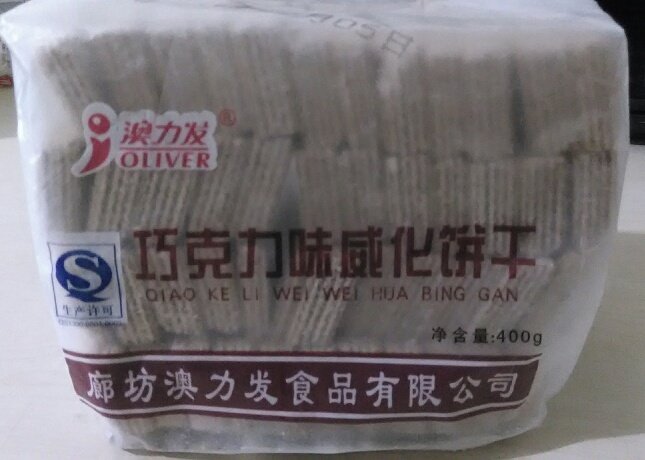 澳力发®
OLIVER
巧克力味威化饼干
QIAO KE LI WEI WEI HUA BING GAN
生产许可
净含量:400g
廊坊澳力发食品有限公司